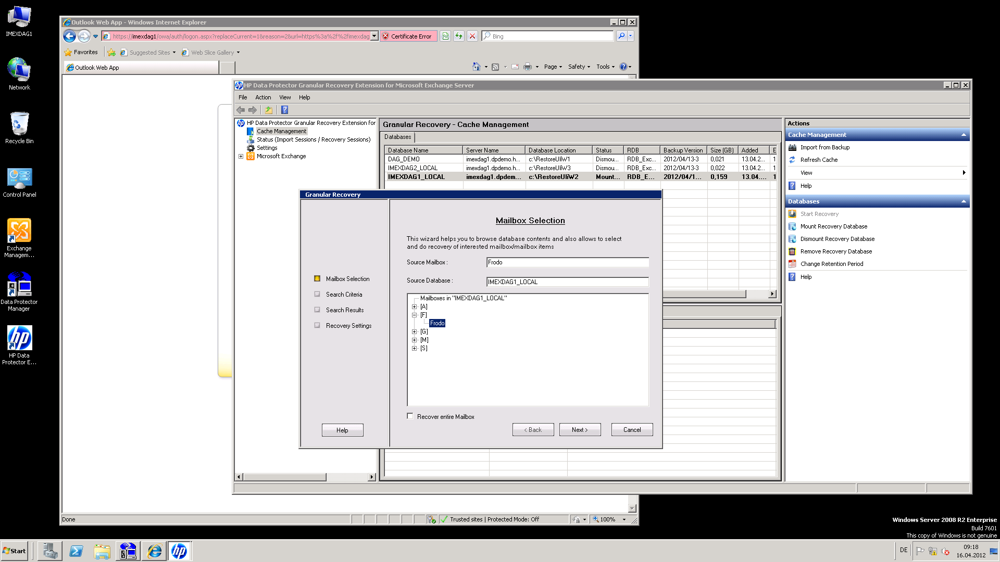 IMEXDAG1
Network
Recycle Bin
Control Panel
Exchange
Managem...
Data Protector
Manager
HP Data
Protector E...
Outlook Web App - Windows Internet Explorer
https://imexdag1/owa/auth/logon.aspx?replaceCurrent=1&reason=2&url=https%3a%2f%2fimexdag
Certificate Error
Bing
Favorites
Suggested Sites
Web Slice Gallery
Outlook Web App
Page
Safety
Tools
HP Data Protector Granular Recovery Extension for Microsoft Exchange Server
File Action View Help
HP Data Protector Granular Recovery Extension for
Cache Management
Status (Import Sessions / Recovery Sessions)
Settings
Microsoft Exchange
Granular Recovery - Cache Management
Databases
Database Name Server Name Database Location Status RDB Backup Version Size (GB) Added E
DAG_DEMO imexdag1.dpdemo.h... c:\RestoreUliW1 Dismou... RDB_Exc... 2012/04/13-3 0,021 13.04.2... 1
IMEXDAG2_LOCAL imexdag1.dpdemo.h... c:\RestoreUliW3 Dismou... RDB_Exc... 2012/04/13-3 0,022 13.04.2... 1
IMEXDAG1_LOCAL imexdag1.dpdem... c:\RestoreUliW2 Mount... RDB_E... 2012/04/1... 0,159 13.04.... 1
Granular Recovery
Mailbox Selection
Search Criteria
Search Results
Recovery Settings
Help
Mailbox Selection
This wizard helps you to browse database contents and also allows to select
and do recovery of interested mailbox/mailbox items
Source Mailbox : Frodo
Source Database : IMEXDAG1_LOCAL
Mailboxes in "IMEXDAG1_LOCAL"
[A]
[F]
Frodo
[G]
[M]
[S]
Recover entire Mailbox
< Back
Next >
Cancel
Actions
Cache Management
Import from Backup
Refresh Cache
View
Help
Databases
Start Recovery
Mount Recovery Database
Dismount Recovery Database
Remove Recovery Database
Change Retention Period
Help
Done
Trusted sites | Protected Mode: Off
100%
Windows Server 2008 R2 Enterprise
Build 7601
This copy of Windows is not genuine
Start
DE
09:18
16.04.2012